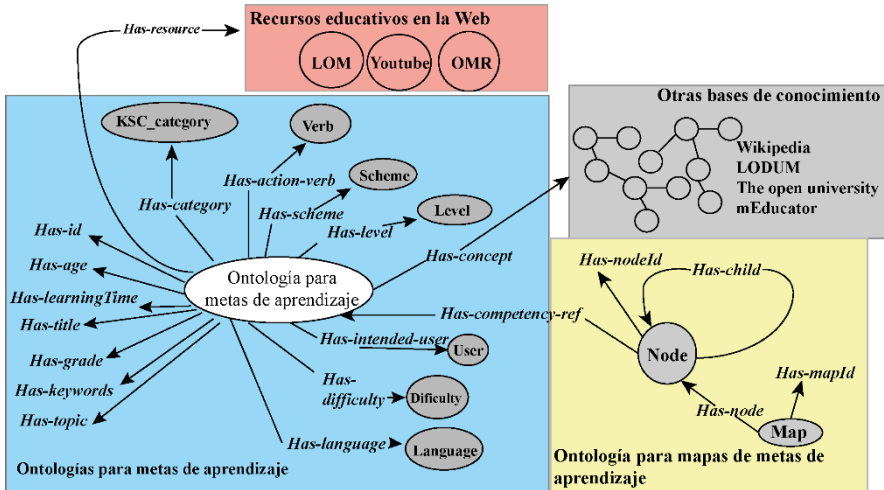 Recursos educativos en la Web
Has-resource
LOM
Youtube
OMR
KSC_category
Verb
Scheme
Level
Has-category
Has-action-verb
Has-scheme
Has-level
Has-concept
Has-id
Has-age
Has-learningTime
Has-title
Has-grade
Has-keywords
Has-topic
Ontología para
metas de aprendizaje
Has-competency-ref
Has-intended-user
User
Has-
difficulty
Dificulty
Has-language
Language
Ontologías para metas de aprendizaje
Otras bases de conocimiento
Wikipedia
LODUM
The open university
mEducator
Has-nodeId
Has-child
Node
Has-mapId
Has-node
Map
Ontología para mapas de metas de
aprendizaje